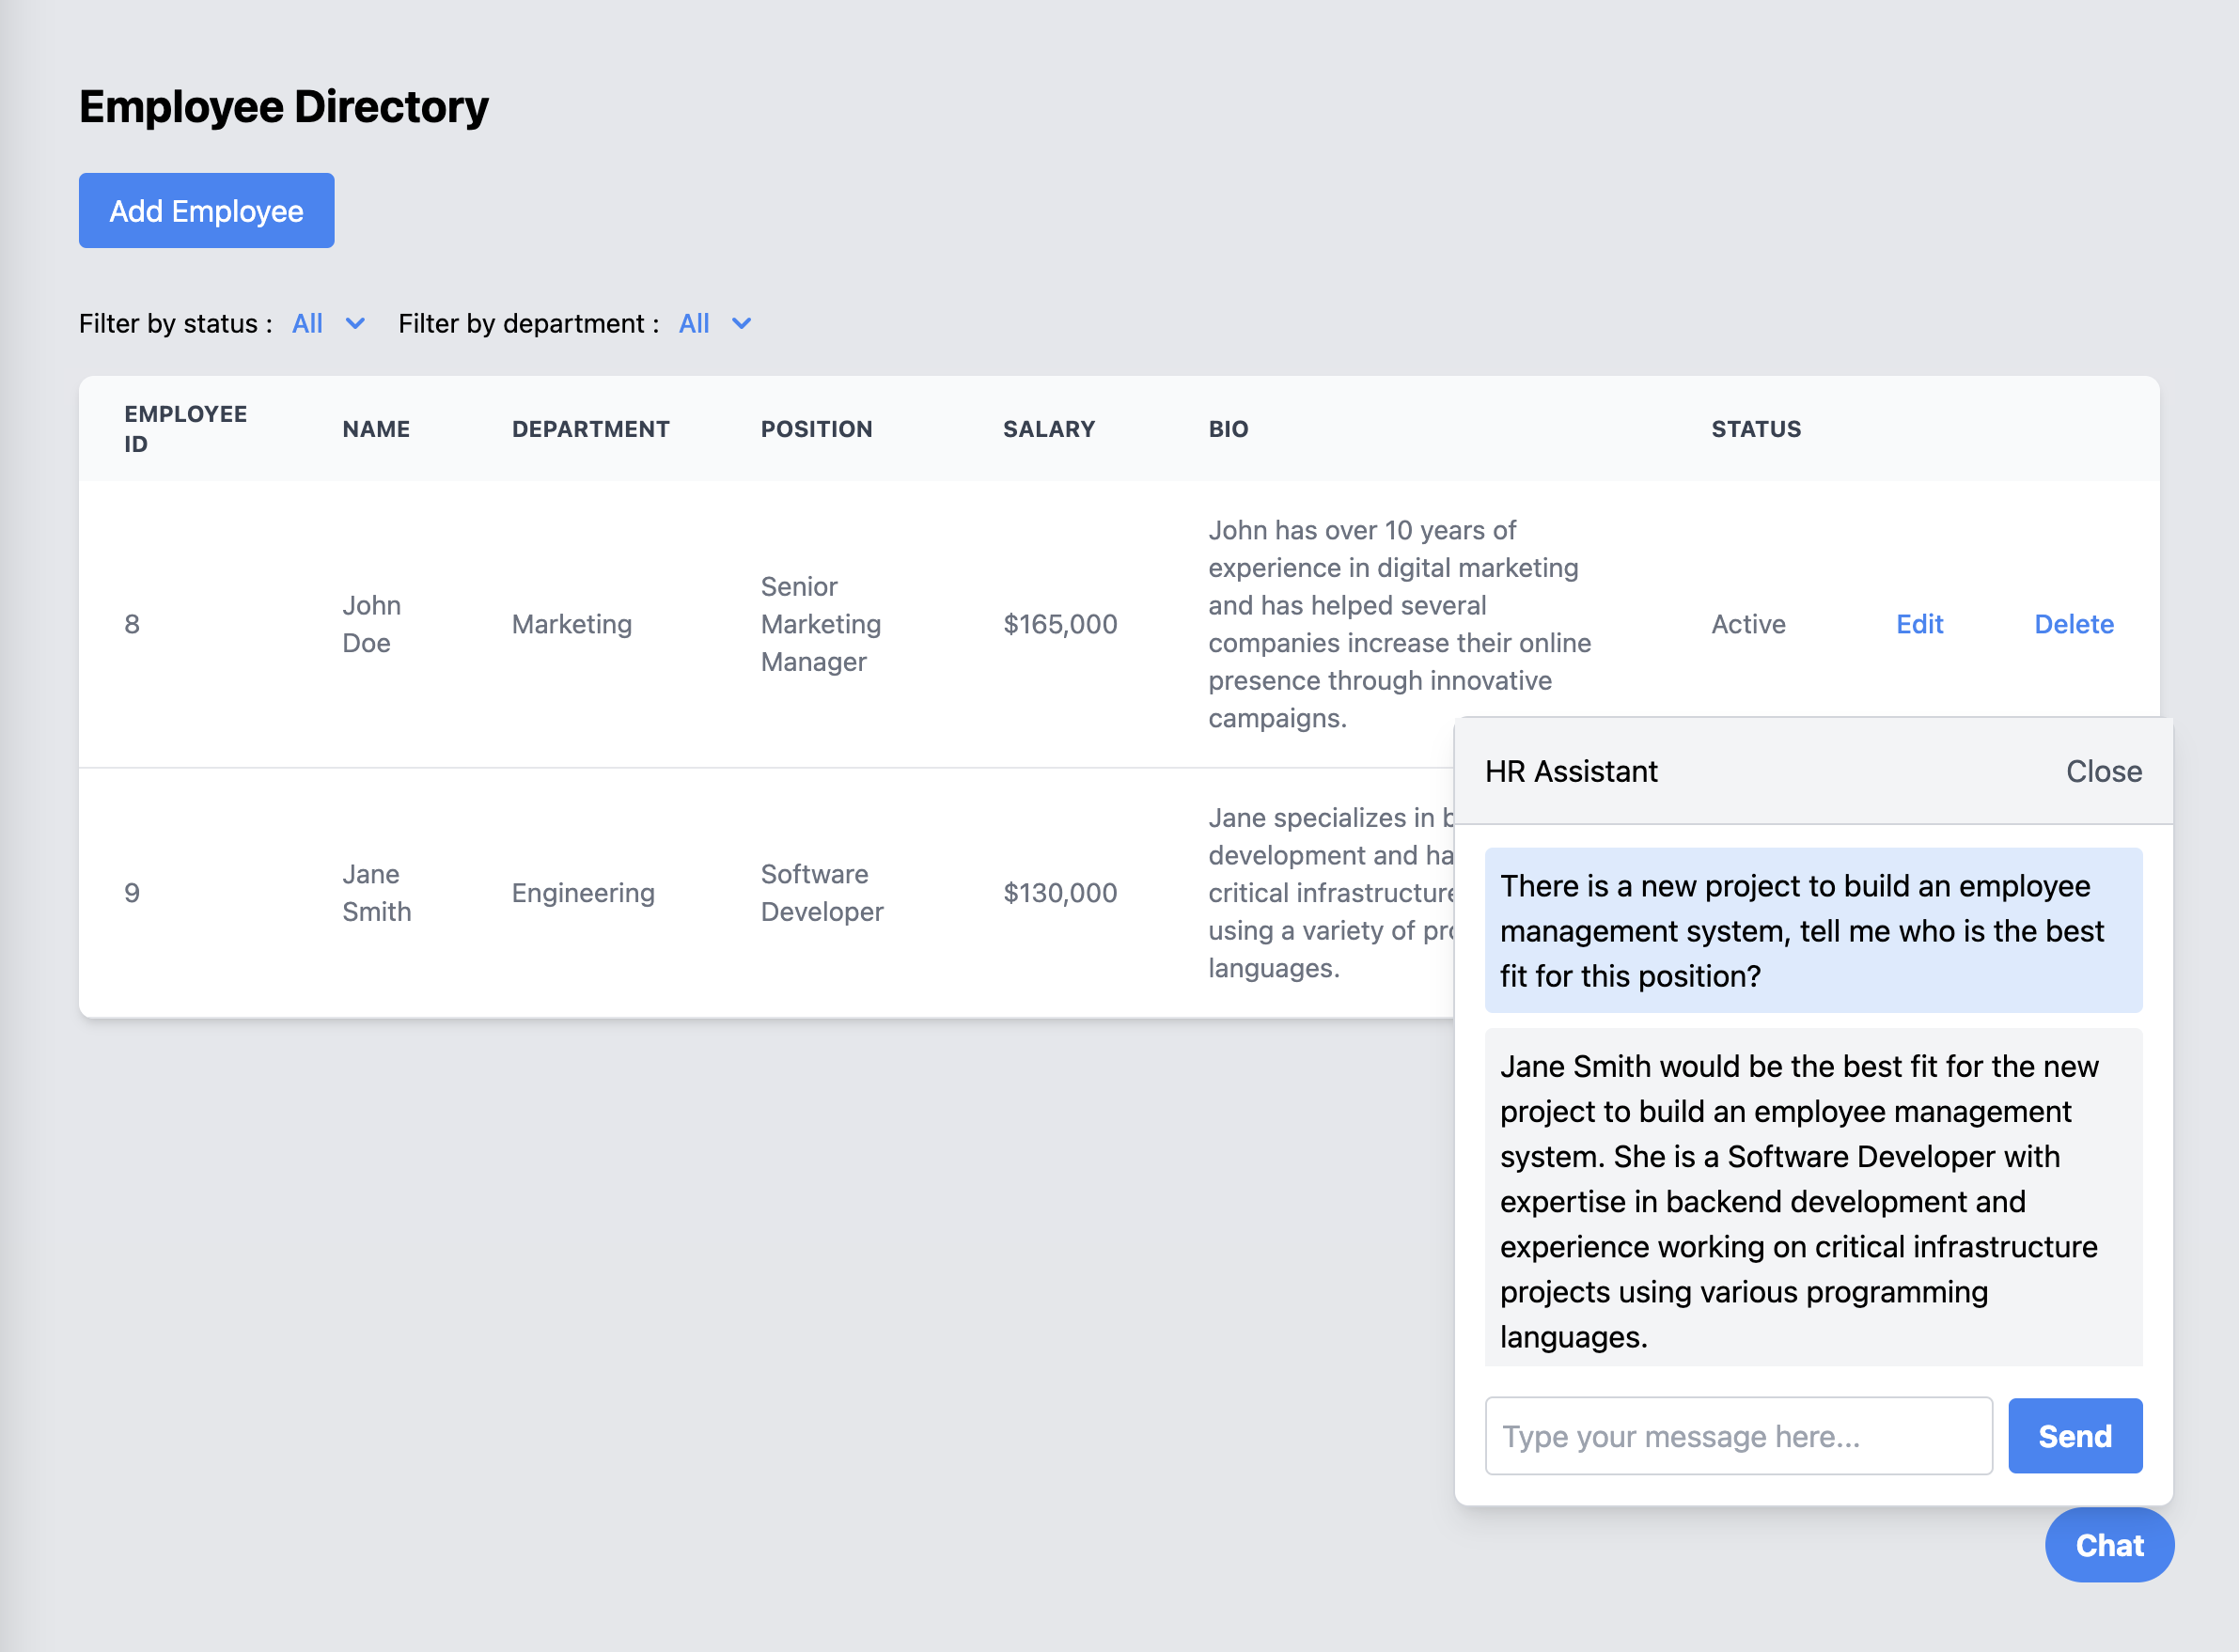 Employee Directory
Add Employee
Filter by status : All Filter by department : All
EMPLOYEE
ID
NAME
DEPARTMENT
POSITION
SALARY
BIO
STATUS
8
John
Doe
Marketing
Senior
Marketing
Manager
$165,000
John has over 10 years of
experience in digital marketing
and has helped several
companies increase their online
presence through innovative
campaigns.
Active
Edit
Delete
9
Jane
Smith
Engineering
Software
Developer
$130,000
Jane specializes in
development and
critical infrastructure
using a variety of
languages.
HR Assistant
Close
There is a new project to build an employee
management system, tell me who is the best
fit for this position?
Jane Smith would be the best fit for the new
project to build an employee management
system. She is a Software Developer with
expertise in backend development and
experience working on critical infrastructure
projects using various programming
languages.
Type your message here...
Send
Chat